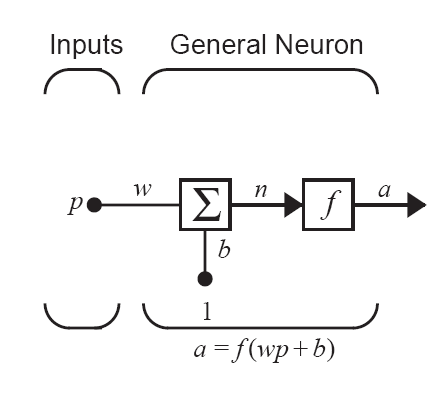 Inputs General Neuron
p w Σ n f a
b
1
a = f(wp + b)